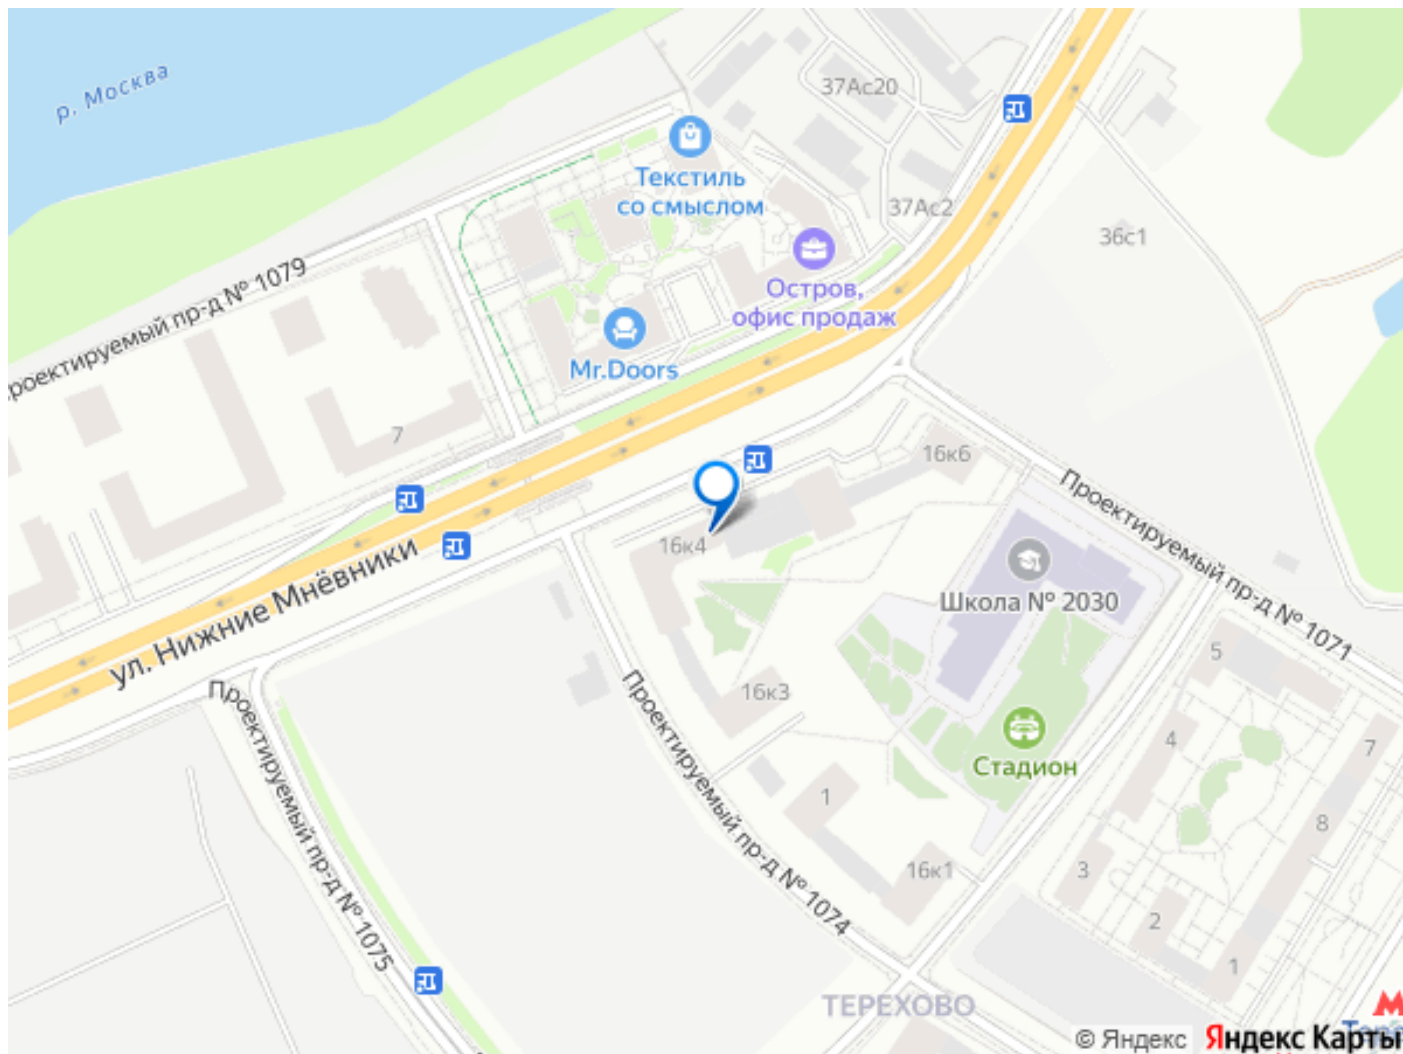 р. Москва
37Ас20
Текстиль
со смыслом
37Ас2
36с1
Остров,
офис продаж
Проектируемый пр-д № 1079
Mr.Doors
7
16к6
Проектируемый пр-д № 1071
16к4
ул. Нижние Мнёвники
Школа № 2030
5
16к3
Проектируемый пр-д № 1075
Проектируемый пр-д № 1074
Стадион
4
7
1
8
16к1
3
2
1
ТЕРЕХОВО
© Яндекс
Яндекс Карты